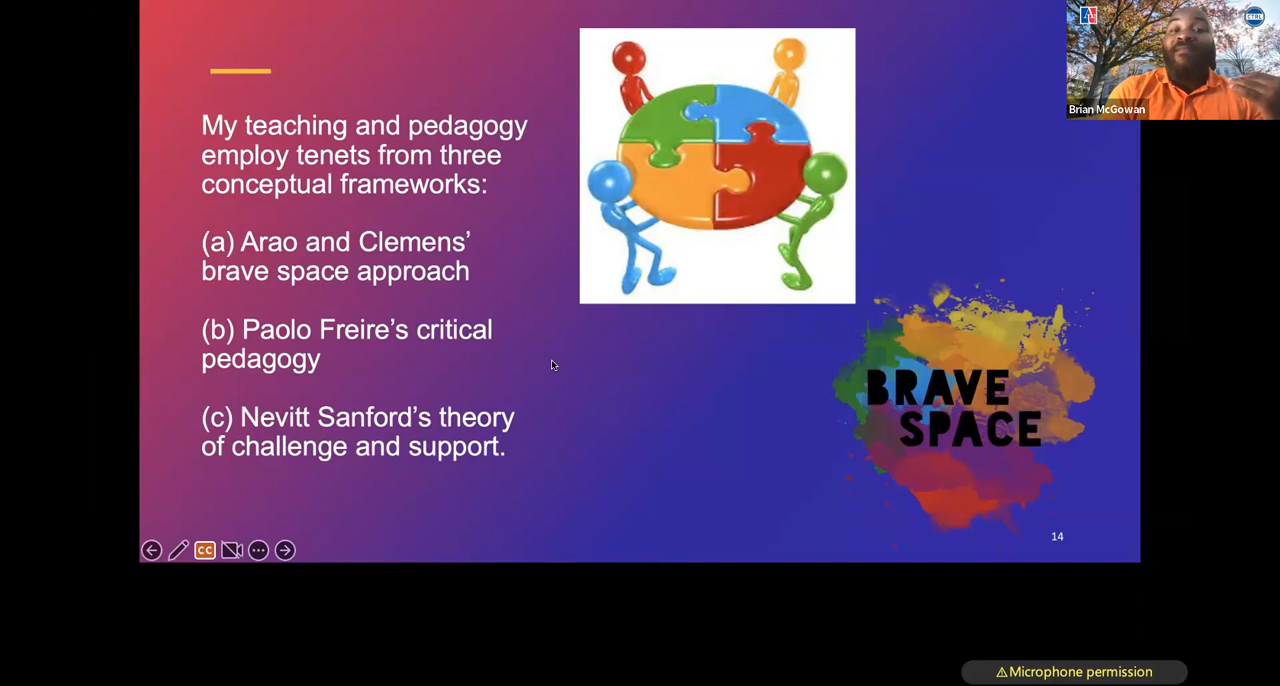 My teaching and pedagogy
employ tenets from three
conceptual frameworks:
(a) Arao and Clemens’
brave space approach
(b) Paolo Freire’s critical
pedagogy
(c) Nevitt Sanford’s theory
of challenge and support.
BRAVE
SPACE
14
CC
Brian McGowan
CTRL
⚠Microphone permission